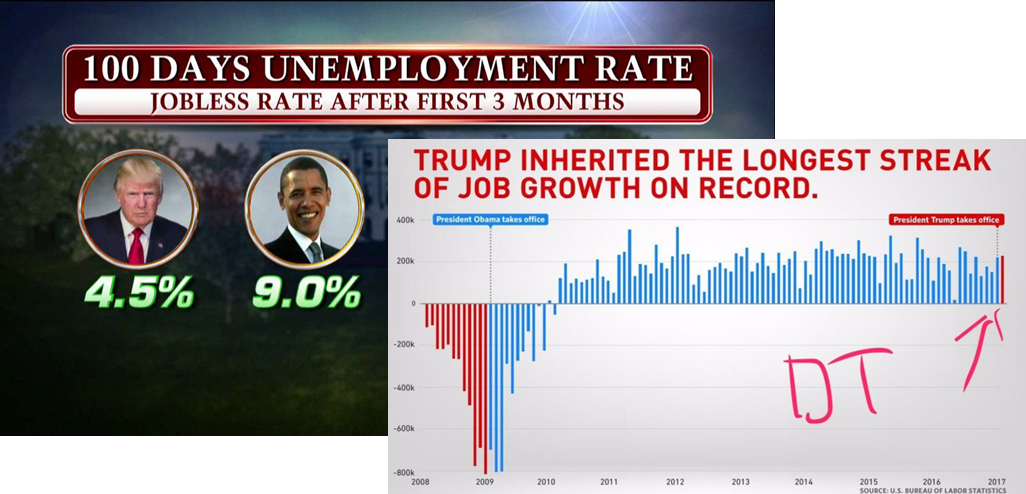 100 DAYS UNEMPLOYMENT RATE
JOBLESS RATE AFTER FIRST 3 MONTHS
4.5%
9.0%
TRUMP INHERITED THE LONGEST STREAK
OF JOB GROWTH ON RECORD.
President Obama takes office
President Trump takes office
400k
200k
0
-200k
-400k
-600k
-800k
2008
2009
2010
2011
2012
2013
2014
2015
2016
2017
DT
SOURCE: U.S. BUREAU OF LABOR STATISTICS